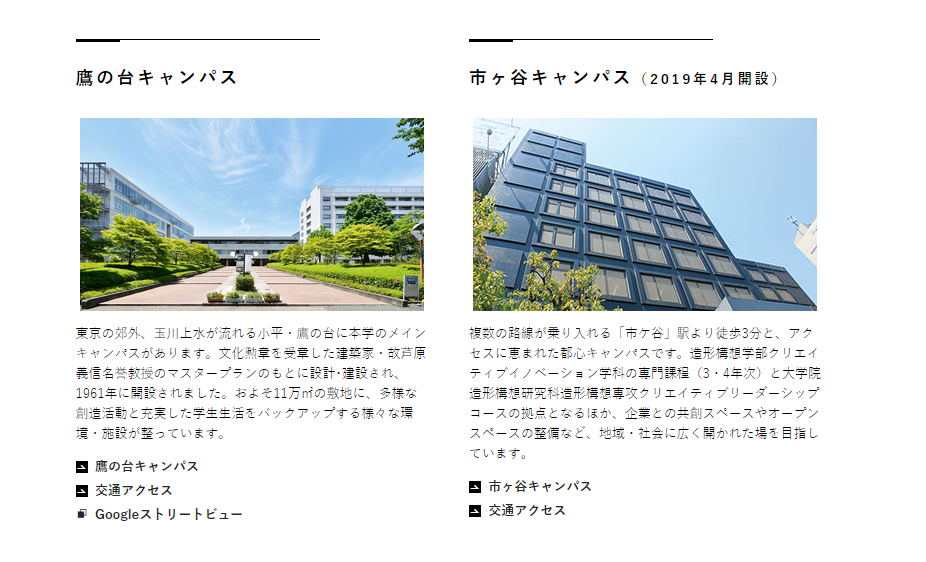 鷹の台キャンパス
東京の郊外、玉川上水が流れる小平・鷹の台に本学のメイン
キャンパスがあります。文化勲章を受章した建築家・故芦原
義信名誉教授のマスタープランのもとに設計･建設され、
1961年に開設されました。およそ11万㎡の敷地に、多様な
創造活動と充実した学生生活をバックアップする様々な環
境・施設が整っています。
鷹の台キャンパス
交通アクセス
Googleストリートビュー
市ヶ谷キャンパス（2019年4月開設）
複数の路線が乗り入れる「市ケ谷」駅より徒歩3分と、アク
セスに恵まれた都心キャンパスです。造形構想学部クリエイ
ティブイノベーション学科の専門課程（3・4年次）と大学院
造形構想研究科造形構想専攻クリエイティブリーダーシップ
コースの拠点となるほか、企業との共創スペースやオープン
スペースの整備など、地域・社会に広く開かれた場を目指し
ています。
市ヶ谷キャンパス
交通アクセス